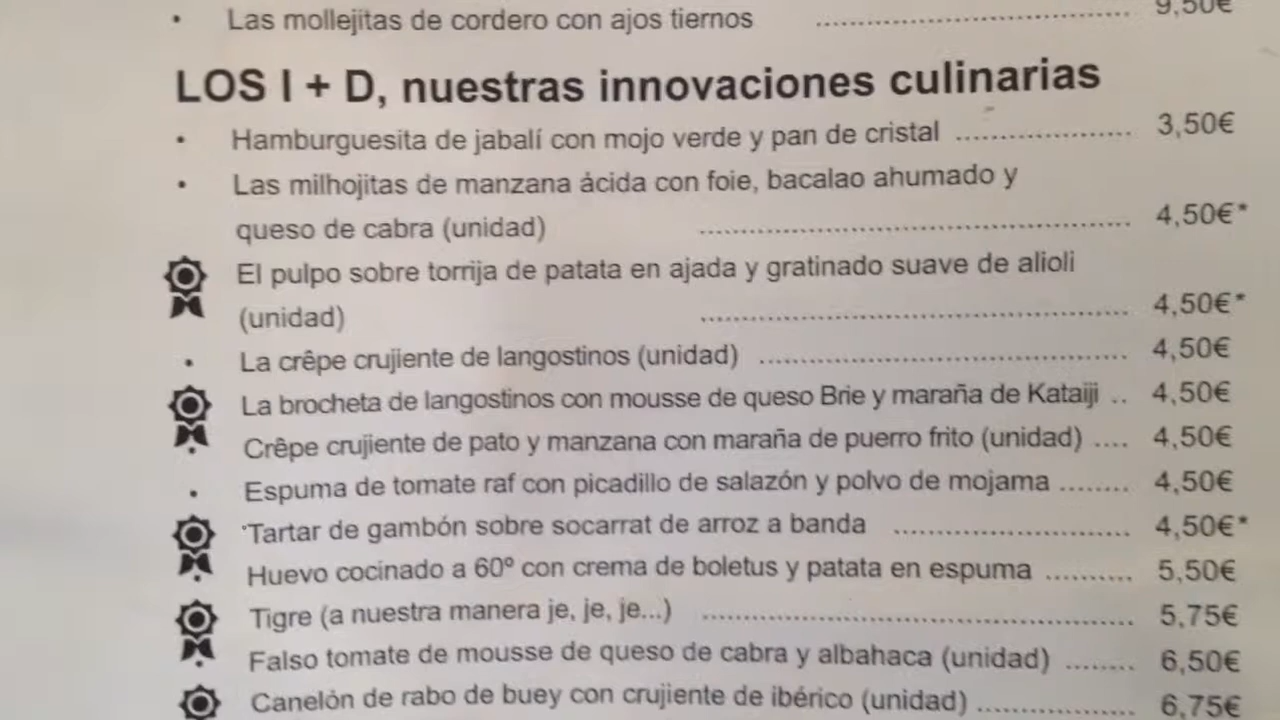 • Las mollejitas de cordero con ajos tiernos ........................................ 9,50€
LOS I + D, nuestras innovaciones culinarias
• Hamburguesita de jabalí con mojo verde y pan de cristal ...................... 3,50€
• Las milhojitas de manzana ácida con foie, bacalao ahumado y
queso de cabra (unidad) ...................................................... 4,50€*
El pulpo sobre torrija de patata en ajada y gratinado suave de alioli
(unidad) ...................................................... 4,50€*
• La crêpe crujiente de langostinos (unidad) .............................................. 4,50€
La brocheta de langostinos con mousse de queso Brie y maraña de Kataiji .. 4,50€
• Crêpe crujiente de pato y manzana con maraña de puerro frito (unidad) .... 4,50€
• Espuma de tomate raf con picadillo de salazón y polvo de mojama ........ 4,50€
Tartar de gambón sobre socarrat de arroz a banda ............................. 4,50€*
• Huevo cocinado a 60º con crema de boletus y patata en espuma .......... 5,50€
Tigre (a nuestra manera je, je, je...) ...................................................... 5,75€
• Falso tomate de mousse de queso de cabra y albahaca (unidad) ........ 6,50€
Canelón de rabo de buey con crujiente de ibérico (unidad) .................... 6,75€